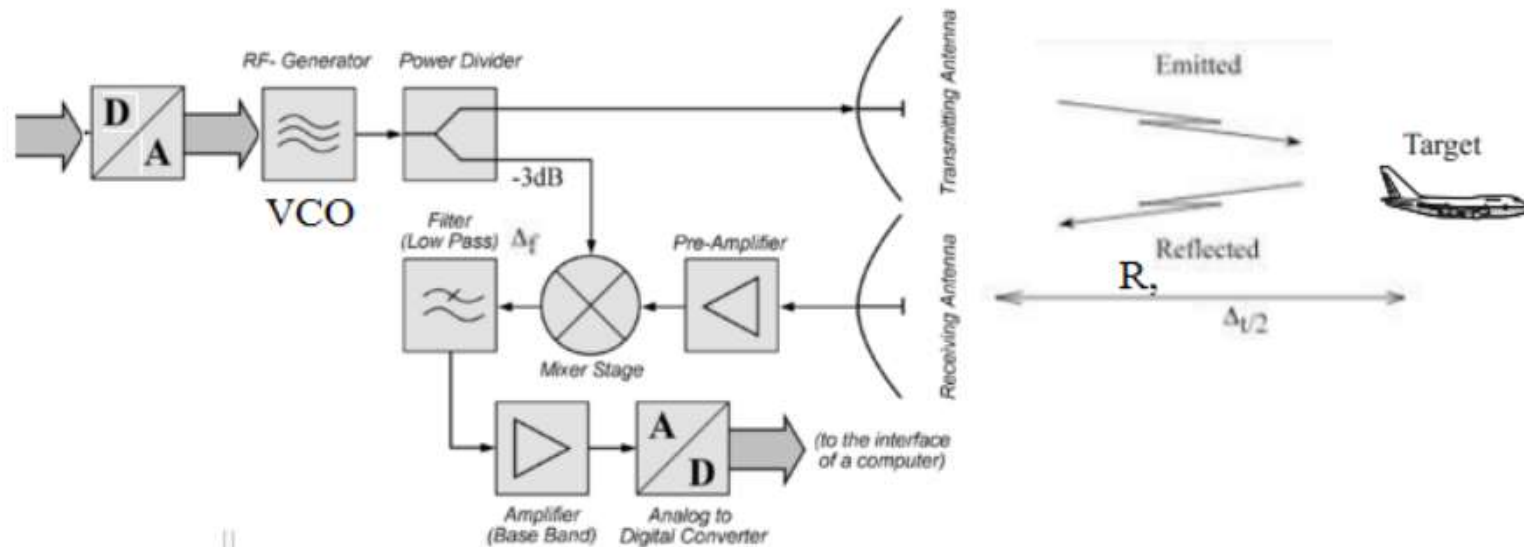 RF- Generator
Power Divider
D
A
VCO
-3dB
Transmitting Antenna
Emitted
Target
Reflected
R,
Δt/2
Filter
(Low Pass)
Δf
Pre-Amplifier
Mixer Stage
Receiving Antenna
A
D
(to the interface
of a computer)
Amplifier
(Base Band)
Analog to
Digital Converter